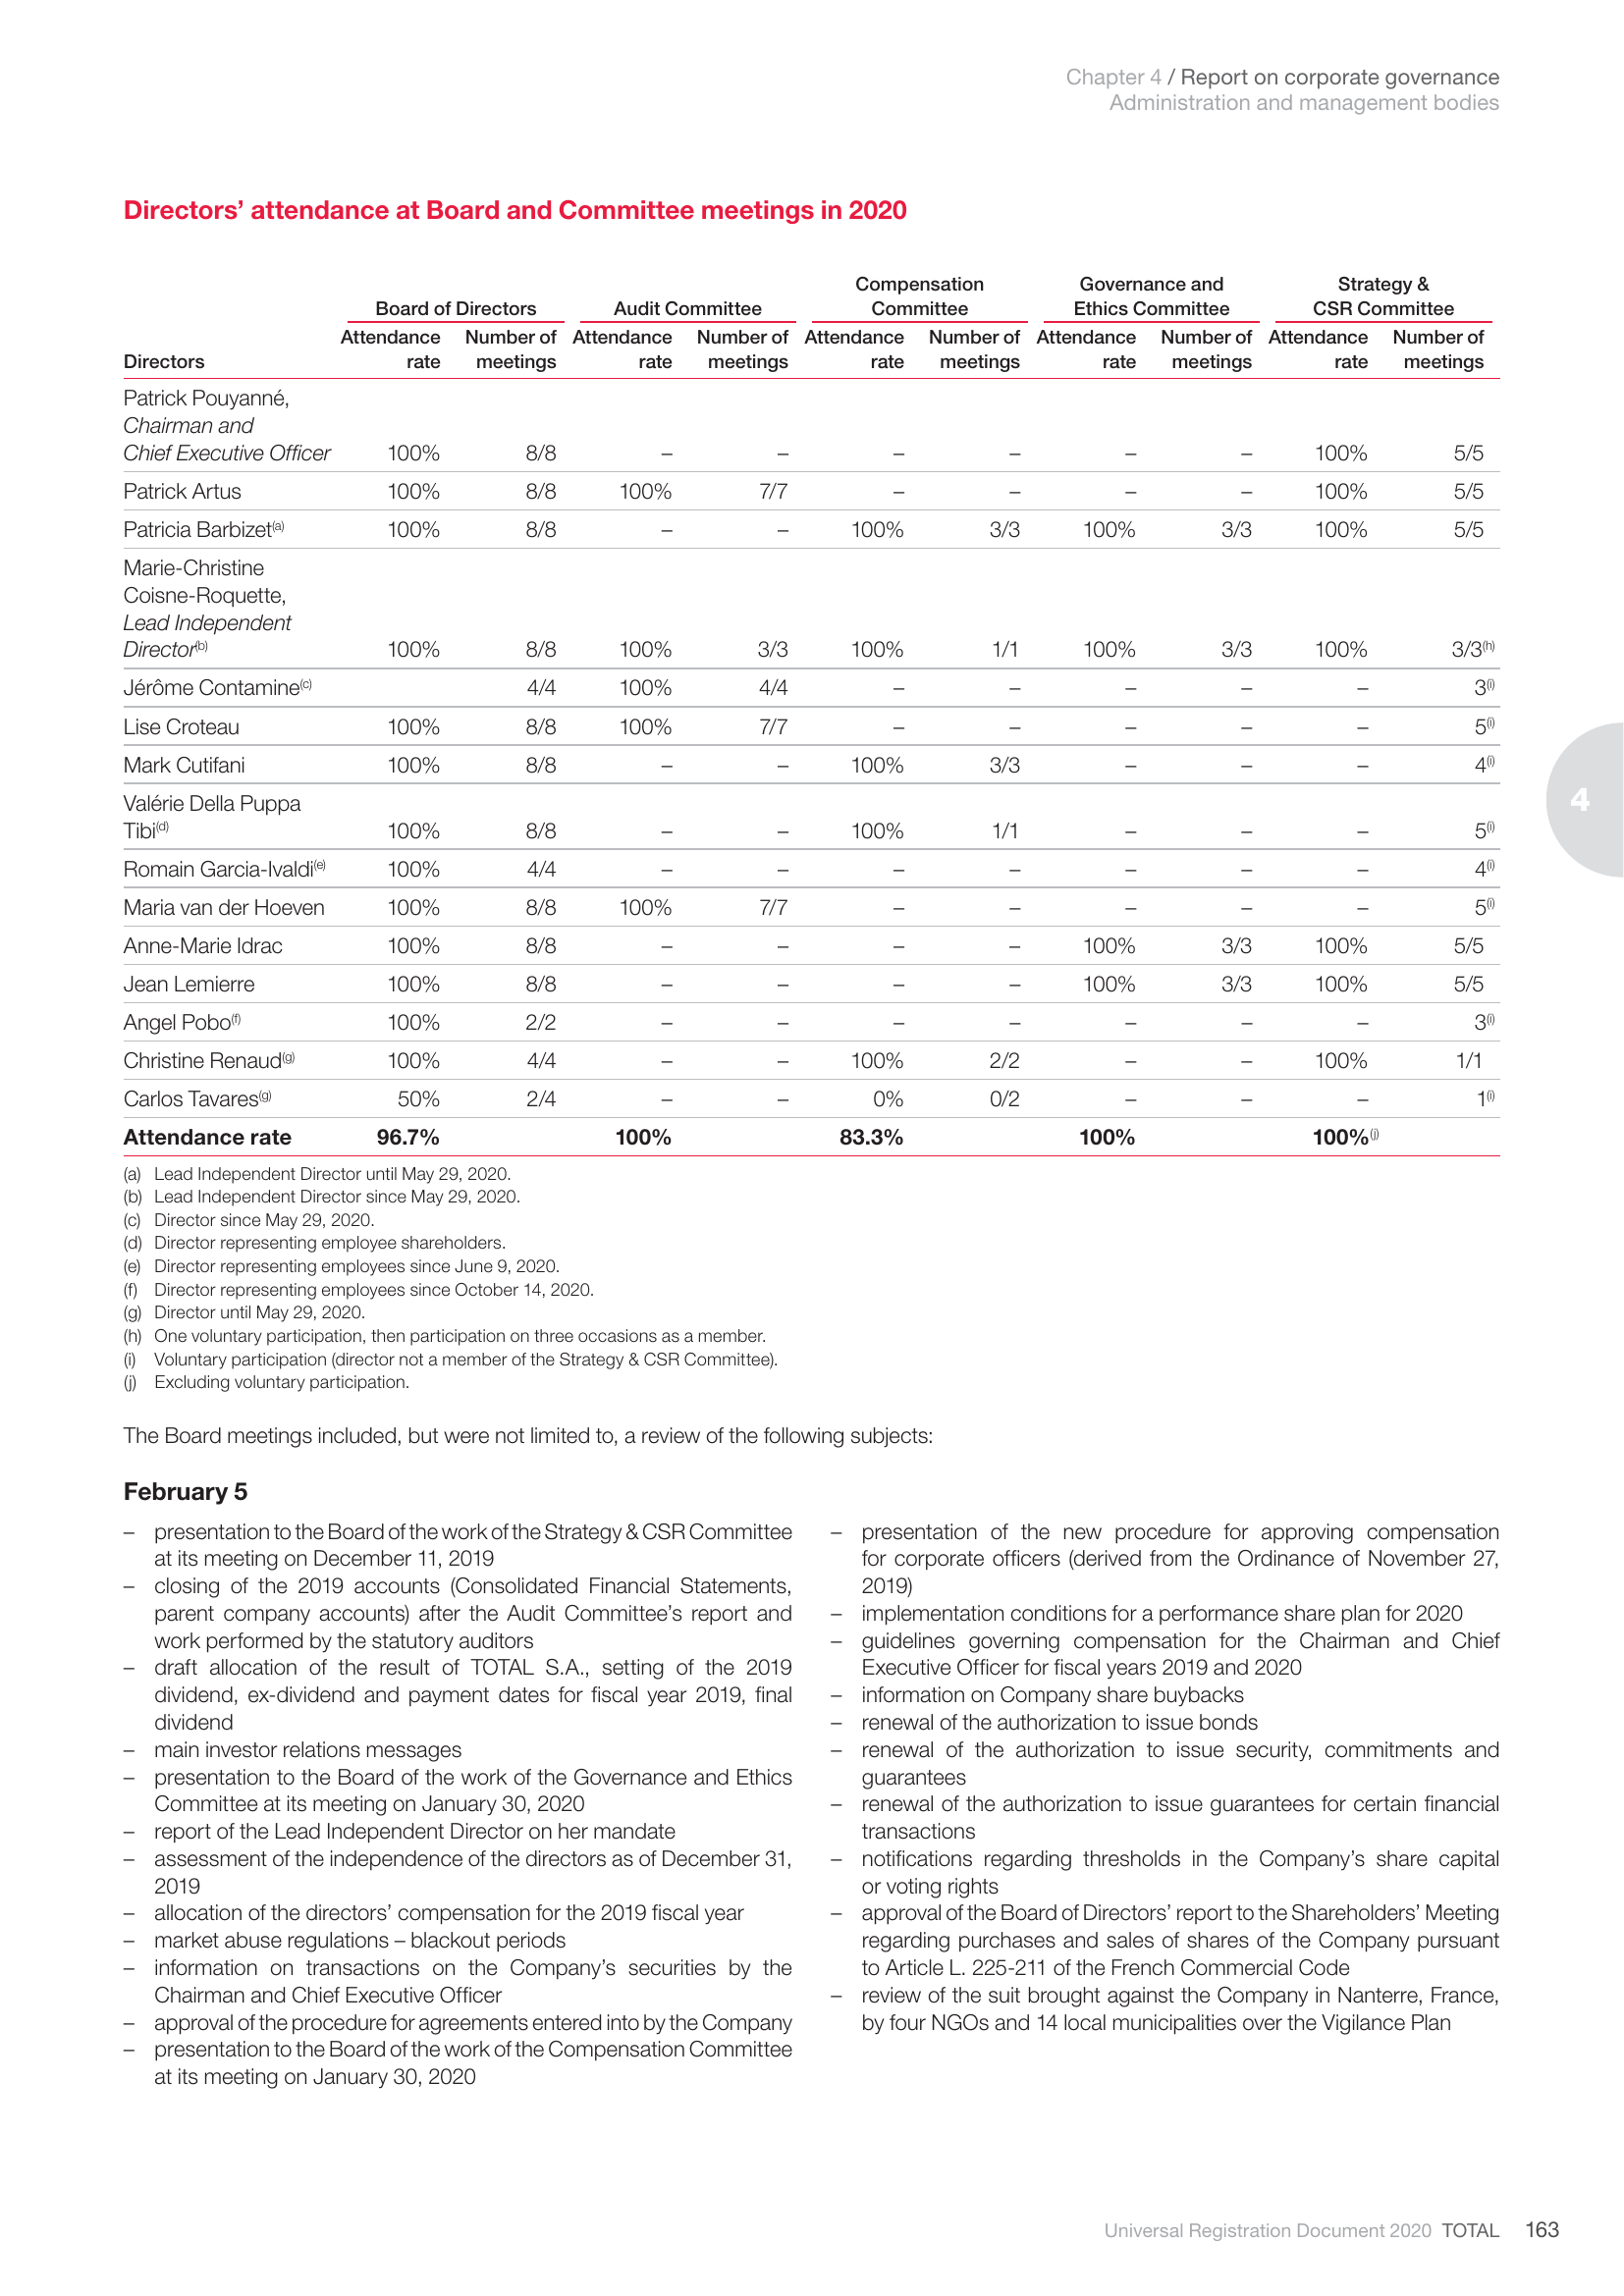 Chapter 4 / Report on corporate governance
Administration and management bodies
Directors’ attendance at Board and Committee meetings in 2020
Board of Directors Audit Committee Compensation Committee Governance and Ethics Committee Strategy & CSR Committee
Directors Attendance rate Number of meetings Attendance rate Number of meetings Attendance rate Number of meetings Attendance rate Number of meetings Attendance rate Number of meetings
Patrick Pouyanné,
Chairman and
Chief Executive Officer 100% 8/8 – – – – – – 100% 5/5
Patrick Artus 100% 8/8 100% 7/7 – – – – 100% 5/5
Patricia Barbizet(a) 100% 8/8 – – 100% 3/3 100% 3/3 100% 5/5
Marie-Christine
Coisne-Roquette,
Lead Independent
Director(b) 100% 8/8 100% 3/3 100% 1/1 100% 3/3 100% 3/3(h)
Jérôme Contamine(c) 4/4 100% 4/4 – – – – – 3(i)
Lise Croteau 100% 8/8 100% 7/7 – – – – – 5(i)
Mark Cutifani 100% 8/8 – – 100% 3/3 – – – 4(i)
Valérie Della Puppa
Tibi(d) 100% 8/8 – – 100% 1/1 – – – 5(i)
Romain Garcia-Ivaldi(e) 100% 4/4 – – – – – – – 4(i)
Maria van der Hoeven 100% 8/8 100% 7/7 – – – – – 5(i)
Anne-Marie Idrac 100% 8/8 – – – – 100% 3/3 100% 5/5
Jean Lemierre 100% 8/8 – – – – 100% 3/3 100% 5/5
Angel Pobo(f) 100% 2/2 – – – – – – – 3(i)
Christine Renaud(g) 100% 4/4 – – 100% 2/2 – – 100% 1/1
Carlos Tavares(g) 50% 2/4 – – 0% 0/2 – – – 1(i)
Attendance rate 96.7% 100% 83.3% 100% 100%(j)
(a) Lead Independent Director until May 29, 2020.
(b) Lead Independent Director since May 29, 2020.
(c) Director since May 29, 2020.
(d) Director representing employee shareholders.
(e) Director representing employees since June 9, 2020.
(f) Director representing employees since October 14, 2020.
(g) Director until May 29, 2020.
(h) One voluntary participation, then participation on three occasions as a member.
(i) Voluntary participation (director not a member of the Strategy & CSR Committee).
(j) Excluding voluntary participation.
4
The Board meetings included, but were not limited to, a review of the following subjects:
February 5
– presentation to the Board of the work of the Strategy & CSR Committee
at its meeting on December 11, 2019
– closing of the 2019 accounts (Consolidated Financial Statements,
parent company accounts) after the Audit Committee’s report and
work performed by the statutory auditors
– draft allocation of the result of TOTAL S.A., setting of the 2019
dividend, ex-dividend and payment dates for fiscal year 2019, final
dividend
– main investor relations messages
– presentation to the Board of the work of the Governance and Ethics
Committee at its meeting on January 30, 2020
– report of the Lead Independent Director on her mandate
– assessment of the independence of the directors as of December 31,
2019
– allocation of the directors’ compensation for the 2019 fiscal year
– market abuse regulations – blackout periods
– information on transactions on the Company’s securities by the
Chairman and Chief Executive Officer
– approval of the procedure for agreements entered into by the Company
– presentation to the Board of the work of the Compensation Committee
at its meeting on January 30, 2020
– presentation of the new procedure for approving compensation
for corporate officers (derived from the Ordinance of November 27,
2019)
– implementation conditions for a performance share plan for 2020
– guidelines governing compensation for the Chairman and Chief
Executive Officer for fiscal years 2019 and 2020
– information on Company share buybacks
– renewal of the authorization to issue bonds
– renewal of the authorization to issue security, commitments and
guarantees
– renewal of the authorization to issue guarantees for certain financial
transactions
– notifications regarding thresholds in the Company’s share capital
or voting rights
– approval of the Board of Directors’ report to the Shareholders’ Meeting
regarding purchases and sales of shares of the Company pursuant
to Article L. 225-211 of the French Commercial Code
– review of the suit brought against the Company in Nanterre, France,
by four NGOs and 14 local municipalities over the Vigilance Plan
Universal Registration Document 2020 TOTAL 163